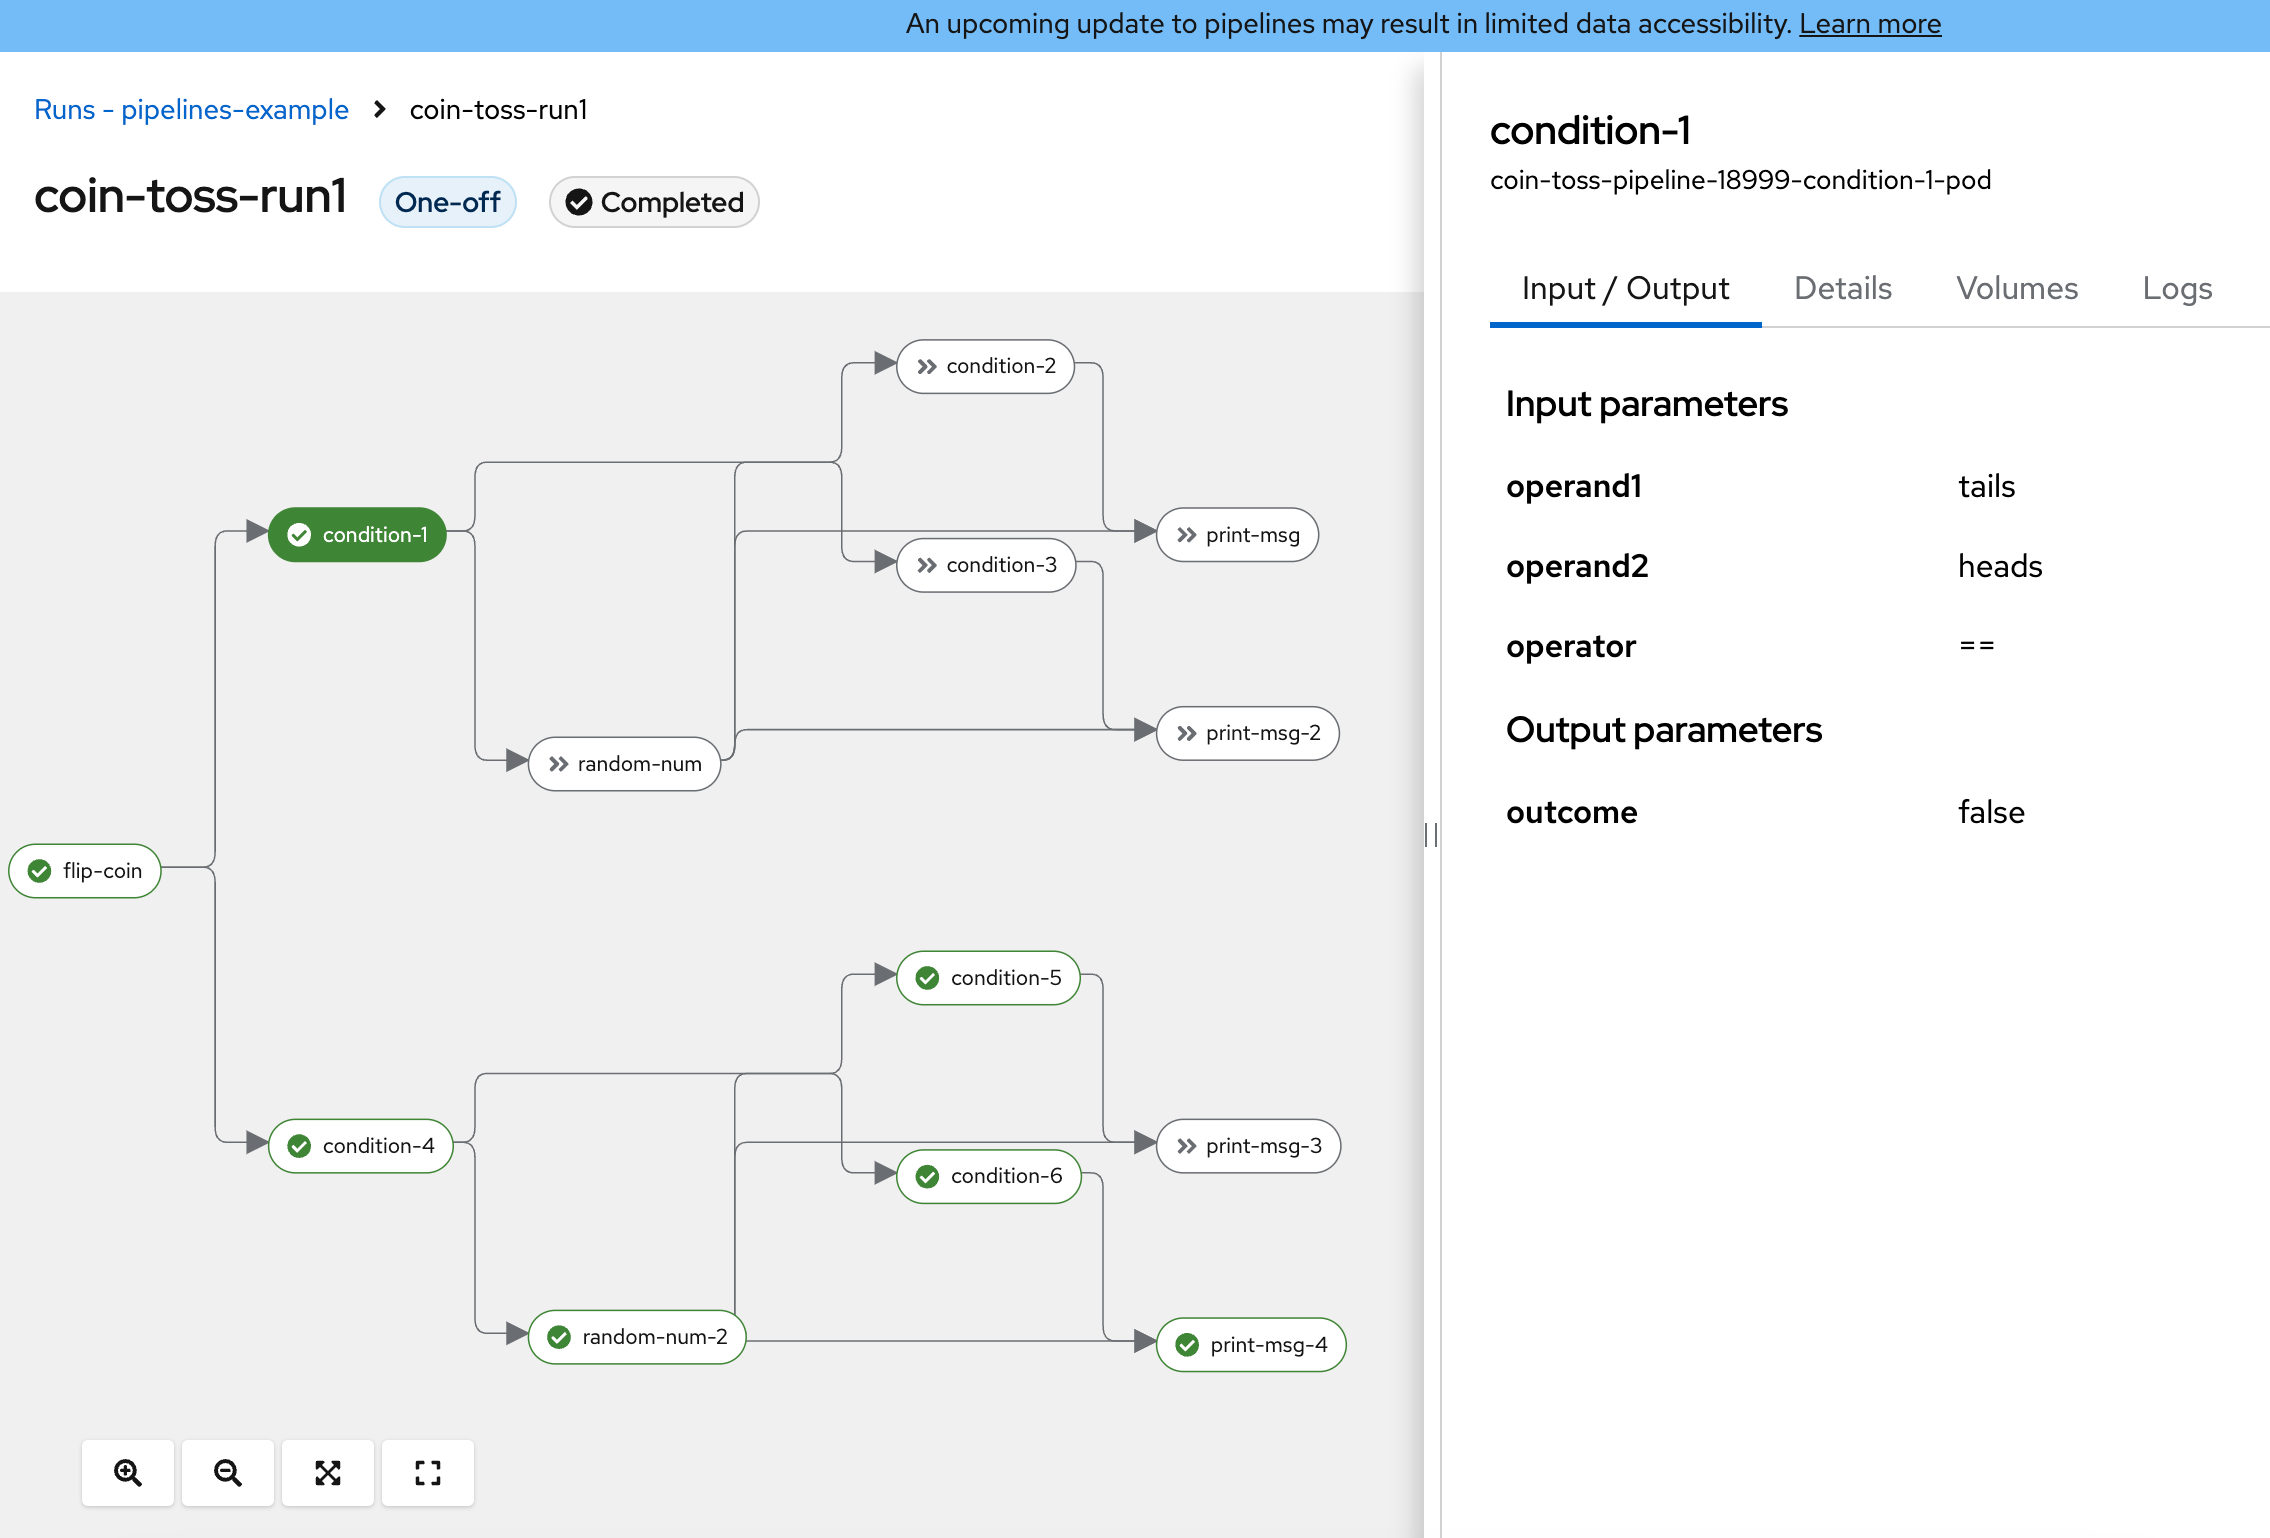 An upcoming update to pipelines may result in limited data accessibility. Learn more
Runs - pipelines-example > coin-toss-run1
coin-toss-run1 One-off Completed
condition-2
condition-1
print-msg
condition-3
print-msg-2
random-num
flip-coin
condition-5
condition-4
print-msg-3
condition-6
random-num-2
print-msg-4
condition-1
coin-toss-pipeline-18999-condition-1-pod
Input / Output Details Volumes Logs
Input parameters
operand1 tails
operand2 heads
operator ==
Output parameters
outcome false